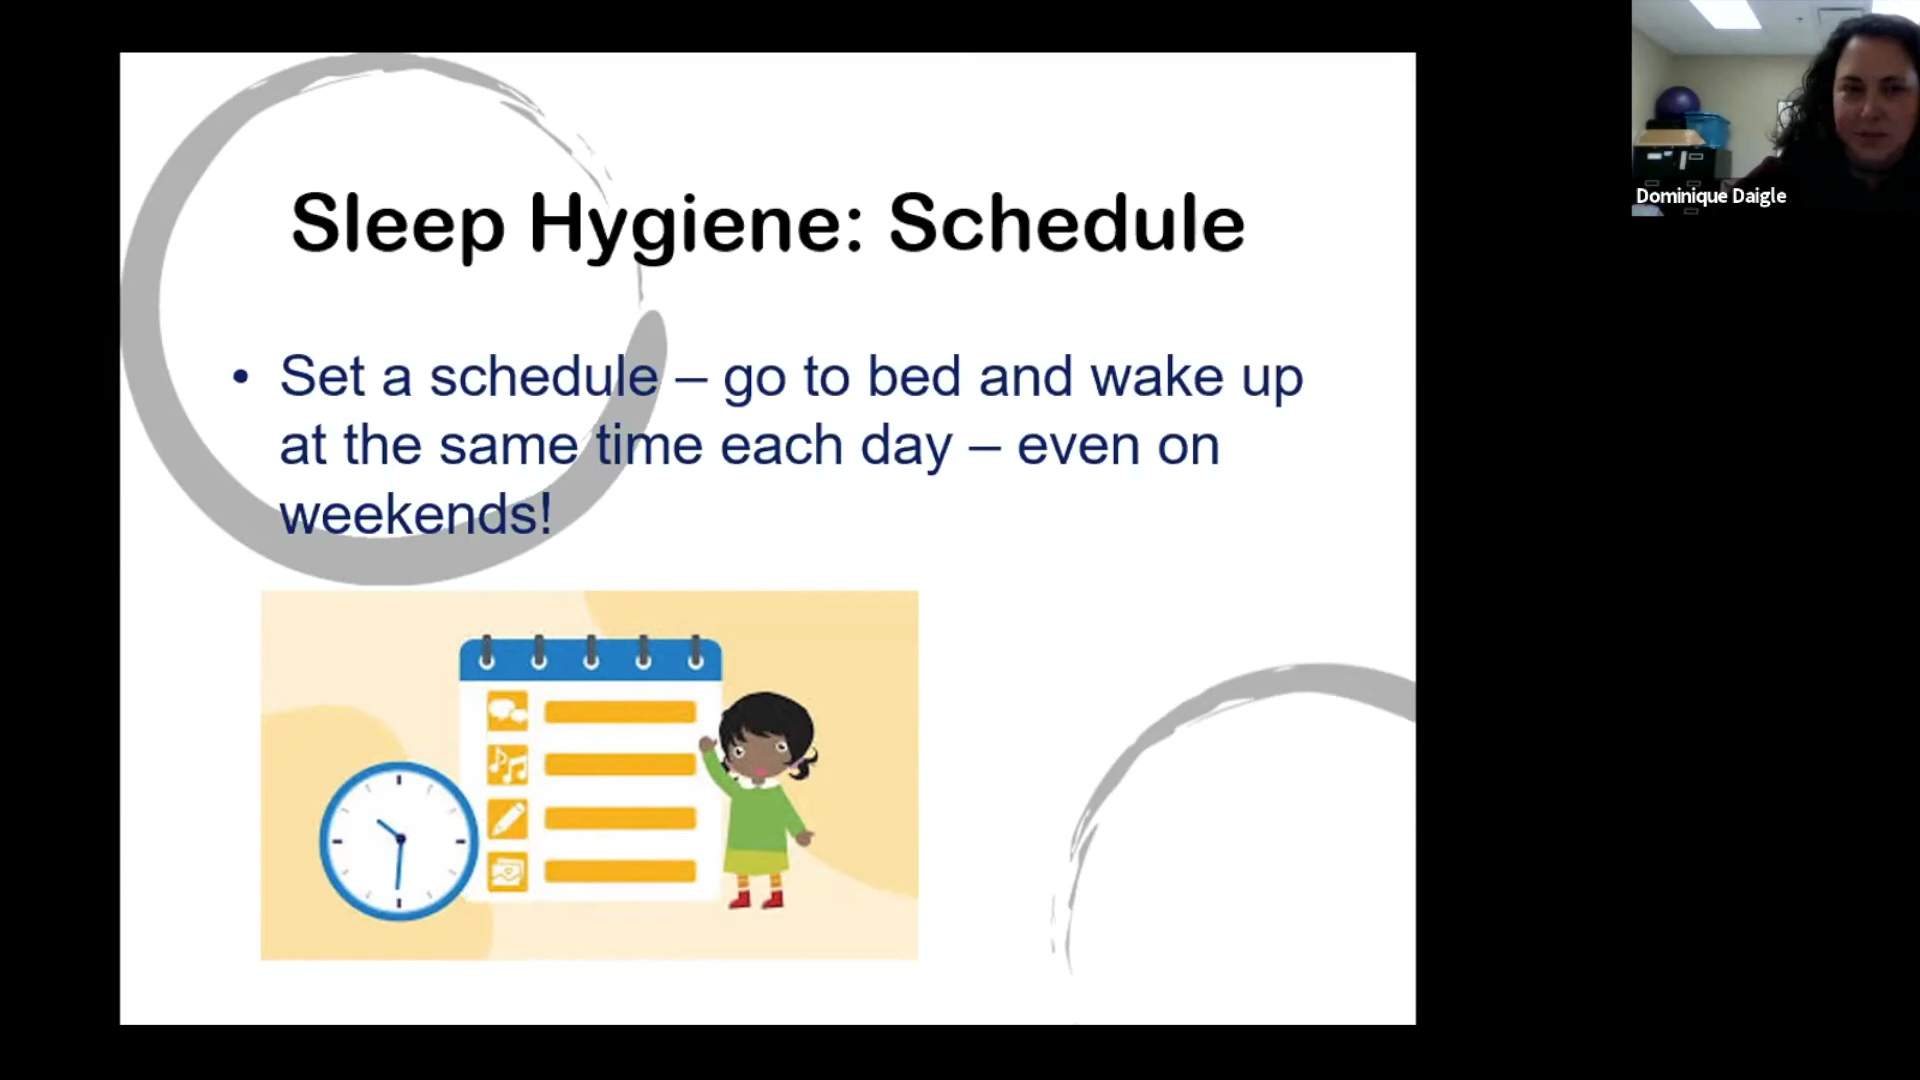 Sleep Hygiene: Schedule
• Set a schedule – go to bed and wake up
at the same time each day – even on
weekends!
Dominique Daigle